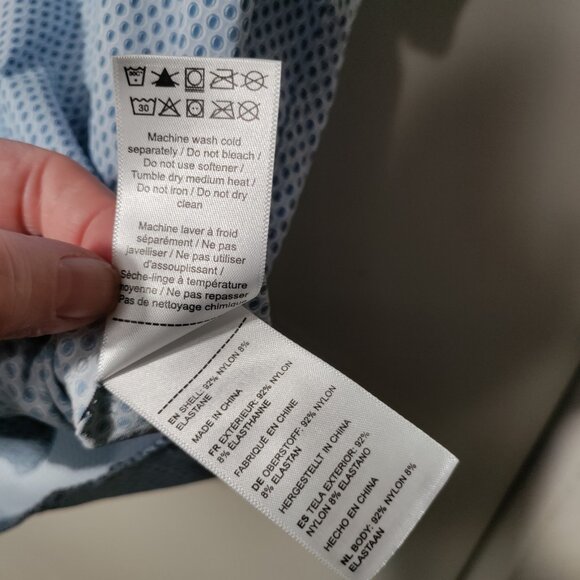 30
Machine wash cold
separately / Do not bleach /
Do not use softener /
Tumble dry medium heat /
Do not iron / Do not dry
clean
Machine laver à froid
séparément / Ne pas
javelliser / Ne pas utiliser
d'assouplissant /
Sèche-linge à température
moyenne / Ne pas repasser
Pas de nettoyage chimique
EN SHELL: 92% NYLON 8%
ELASTANE
MADE IN CHINA
FR EXTÉRIEUR: 92% NYLON
8% ÉLASTHANNE
FABRIQUÉ EN CHINE
DE OBERSTOFF: 92% NYLON
8% ELASTAN
HERGESTELLT IN CHINA
ES TELA EXTERIOR: 92%
NYLON 8% ELASTANO
HECHO EN CHINA
NL BODY: 92% NYLON 8%
ELASTAAN